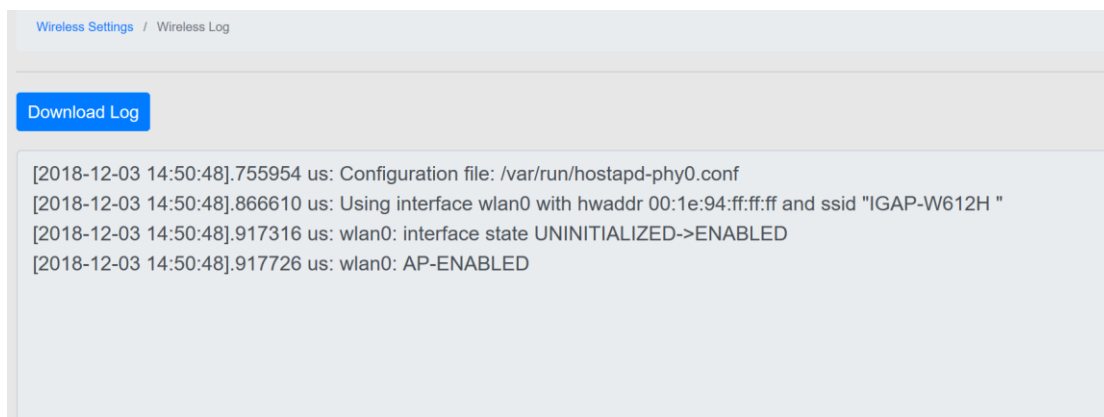 Wireless Settings / Wireless Log
Download Log
[2018-12-03 14:50:48].755954 us: Configuration file: /var/run/hostapd-phy0.conf
[2018-12-03 14:50:48].866610 us: Using interface wlan0 with hwaddr 00:1e:94:ff:ff:ff and ssid "IGAP-W612H "
[2018-12-03 14:50:48].917316 us: wlan0: interface state UNINITIALIZED->ENABLED
[2018-12-03 14:50:48].917726 us: wlan0: AP-ENABLED